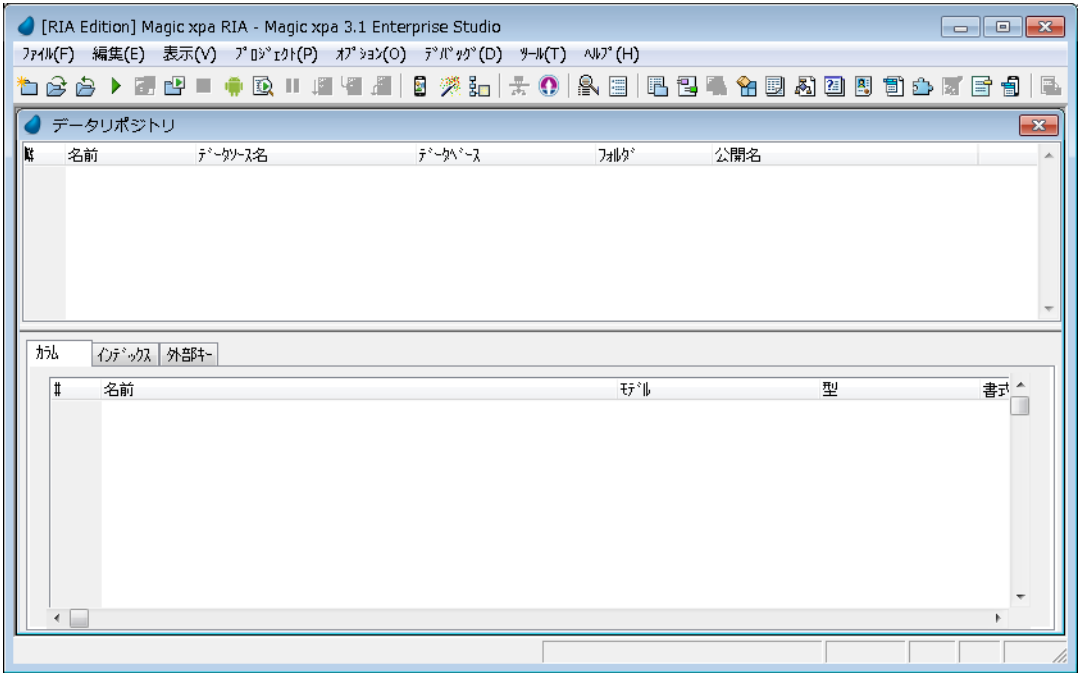 [RIA Edition] Magic xpa RIA - Magic xpa 3.1 Enterprise Studio
ﾌｧｲﾙ(F) 編集(E) 表示(V) ﾌﾟﾛｼﾞｪｸﾄ(P) ｵﾌﾟｼｮﾝ(O) ﾃﾞﾊﾞｯｸﾞ(D) ﾂｰﾙ(T) ﾍﾙﾌﾟ(H)
データリポジトリ
# 名前 ﾃﾞｰﾀｿｰｽ名 ﾃﾞｰﾀﾍﾞｰｽ ﾌｫﾙﾀﾞ 公開名
ｶﾗﾑ ｲﾝﾃﾞｯｸｽ 外部ｷｰ
# 名前 ﾓﾃﾞﾙ 型 書式